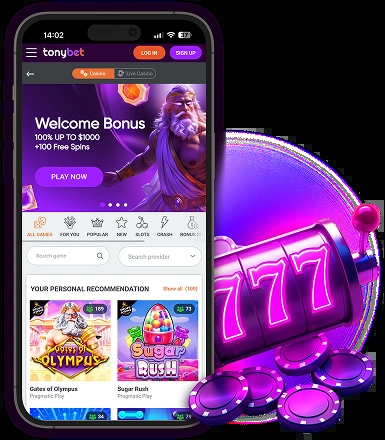 14:02
37
tonybet
LOG IN
SIGN UP
Casino
Live Casino
Welcome Bonus
100% UP TO $1000
+100 Free Spins
PLAY NOW
ALL GAMES
FOR YOU
POPULAR
NEW
SLOTS
CRASH
BONUS
Search game
Search provider
YOUR PERSONAL RECOMMENDATION
Show all (100)
189
73
GATES OF
OLYMPUS
Sugar
RUSH
Gates of Olympus
Sugar Rush
Pragmatic Play
Pragmatic Play
34
777